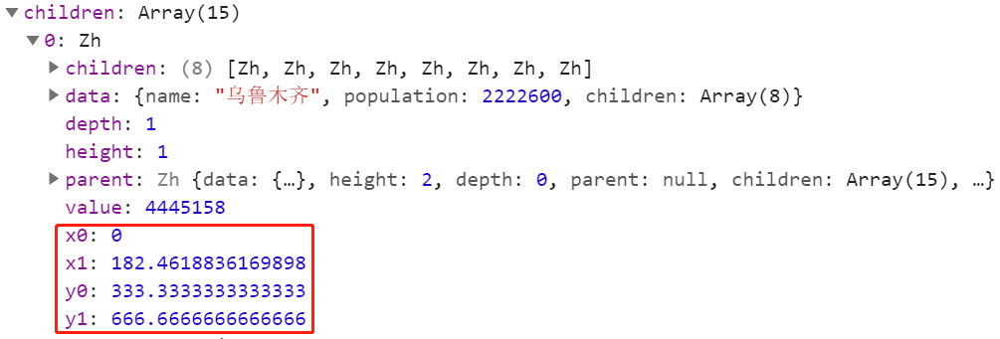 children: Array(15)
0: Zh
children: (8) [Zh, Zh, Zh, Zh, Zh, Zh, Zh, Zh]
data: {name: "乌鲁木齐", population: 2222600, children: Array(8)}
depth: 1
height: 1
parent: Zh {data: {…}, height: 2, depth: 0, parent: null, children: Array(15), …}
value: 4445158
x0: 0
x1: 182.4618836169898
y0: 333.3333333333333
y1: 666.6666666666666